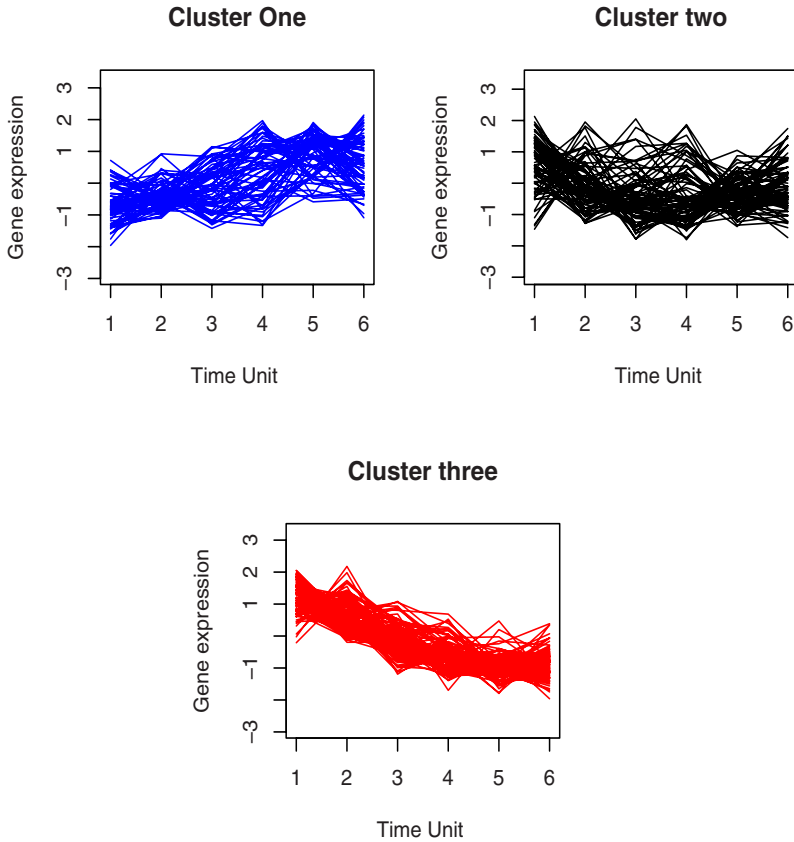 Cluster One
Cluster two
Gene expression
3
2
1
−1
−3
1 2 3 4 5 6
Time Unit
Gene expression
3
2
1
−1
−3
1 2 3 4 5 6
Time Unit
Cluster three
Gene expression
3
2
1
−1
−3
1 2 3 4 5 6
Time Unit